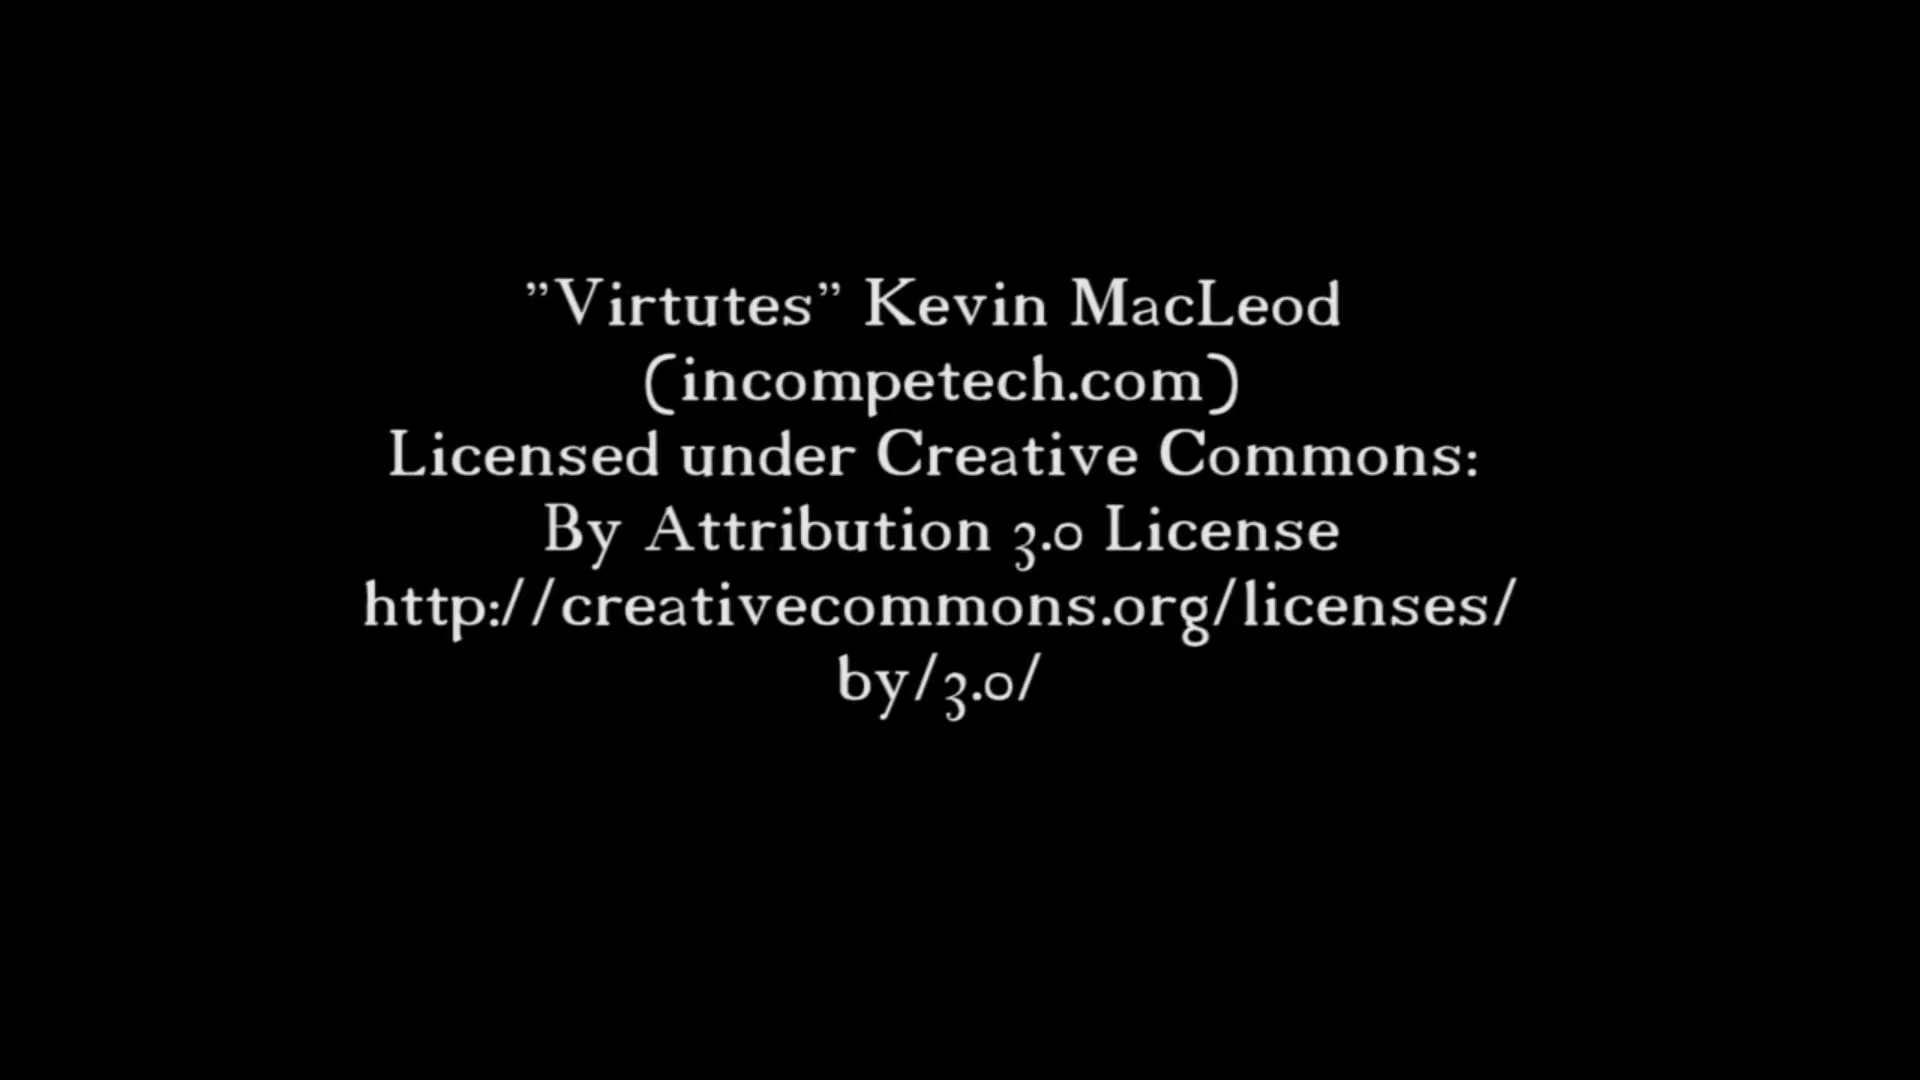 ”Virtutes” Kevin MacLeod
(incompetech.com)
Licensed under Creative Commons:
By Attribution 3.0 License
http://creativecommons.org/licenses/
by/3.0/